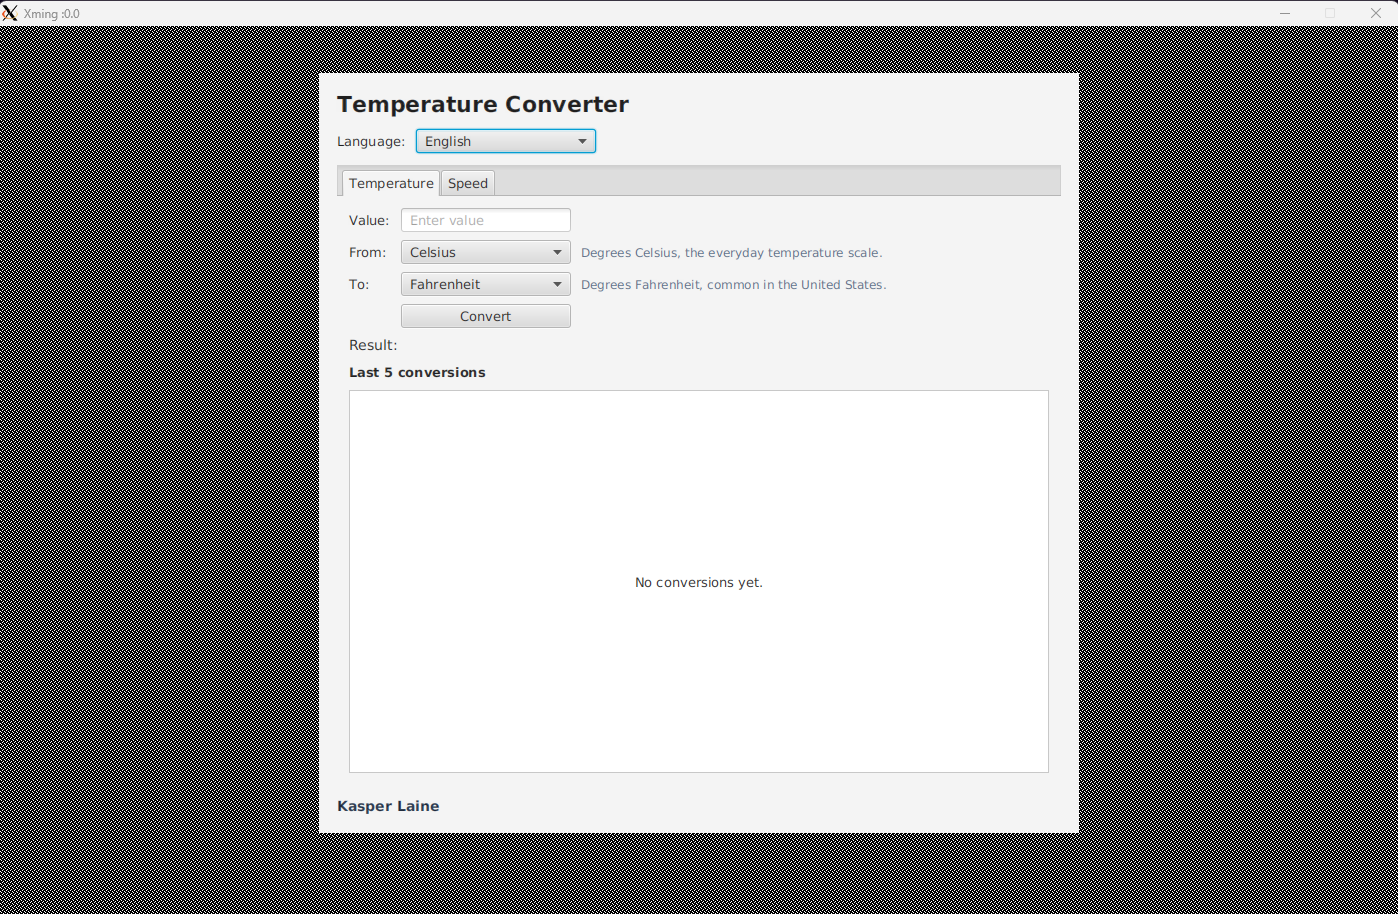 Xming :0.0
Temperature Converter
Language: English
Temperature Speed
Value: Enter value
From: Celsius Degrees Celsius, the everyday temperature scale.
To: Fahrenheit Degrees Fahrenheit, common in the United States.
Convert
Result:
Last 5 conversions
No conversions yet.
Kasper Laine